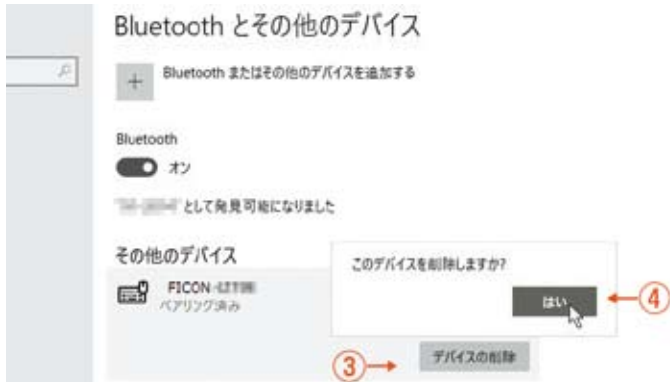 Bluetooth とその他のデバイス
+
Bluetooth またはその他のデバイスを追加する
Bluetooth
オン
として発見可能になりました
その他のデバイス
このデバイスを削除しますか?
FICON
ペアリング済み
はい
④
③
デバイスの削除